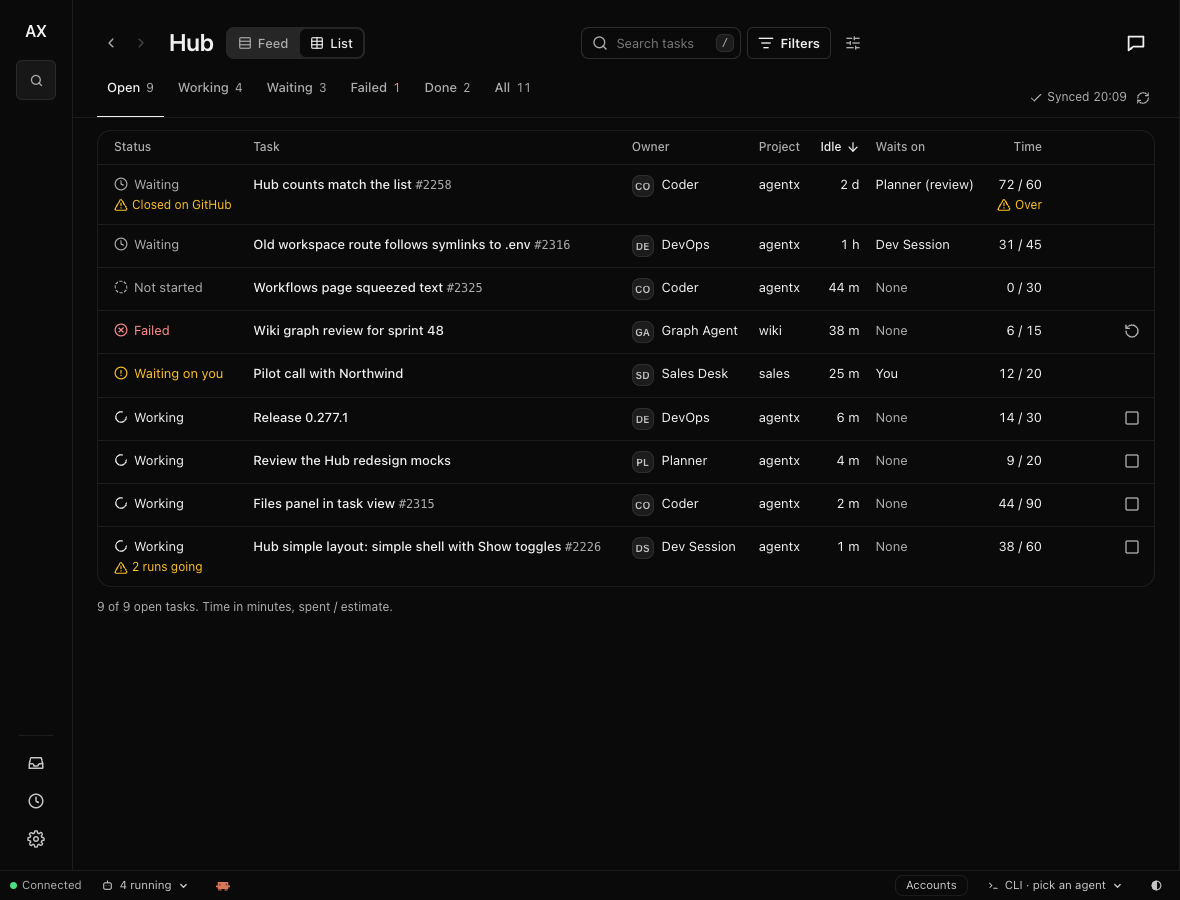 AX
Hub
Feed
List
Search tasks /
Filters
Open 9
Working 4
Waiting 3
Failed 1
Done 2
All 11
Synced 20:09
Status Task Owner Project Idle Waits on Time
Waiting Hub counts match the list #2258 CO Coder agentx 2 d Planner (review) 72 / 60
Closed on GitHub Over
Waiting Old workspace route follows symlinks to .env #2316 DE DevOps agentx 1 h Dev Session 31 / 45
Not started Workflows page squeezed text #2325 CO Coder agentx 44 m None 0 / 30
Failed Wiki graph review for sprint 48 GA Graph Agent wiki 38 m None 6 / 15
Waiting on you Pilot call with Northwind SD Sales Desk sales 25 m You 12 / 20
Working Release 0.277.1 DE DevOps agentx 6 m None 14 / 30
Working Review the Hub redesign mocks PL Planner agentx 4 m None 9 / 20
Working Files panel in task view #2315 CO Coder agentx 2 m None 44 / 90
Working Hub simple layout: simple shell with Show toggles #2226 DS Dev Session agentx 1 m None 38 / 60
2 runs going
9 of 9 open tasks. Time in minutes, spent / estimate.
Connected
4 running
Accounts
CLI · pick an agent